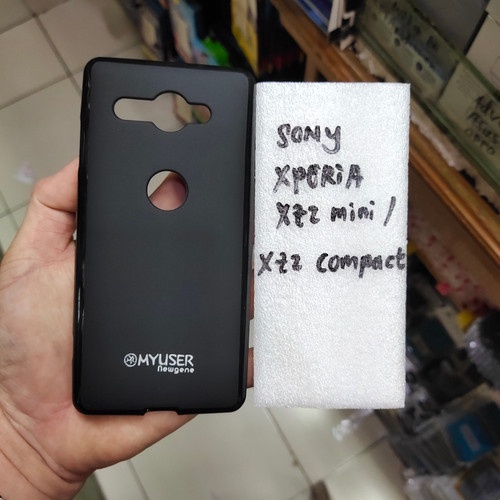 SONY
XPERIA
XZ2 mini /
XZ2 compact
MYUSER
Newgene